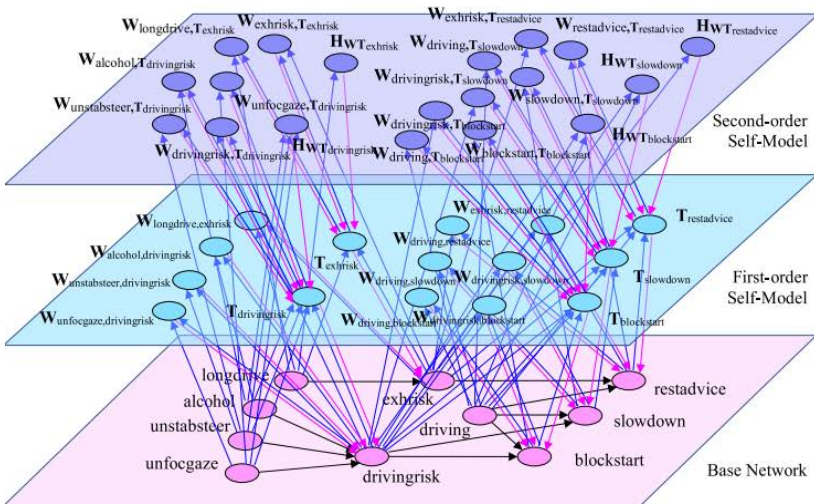 W_exhrisk,T_restadvice
W_longdrive,T_exhrisk
W_exhrisk,T_exhrisk
W_restadvice,T_restadvice
H_WT_restadvice
W_driving,T_slowdown
H_WT_exhrisk
W_alcohol,T_drivingrisk
H_WT_slowdown
W_drivingrisk,T_slowdown
W_unstabsteer,T_drivingrisk
W_unfocgaze,T_drivingrisk
W_slowdown,T_slowdown
W_drivingrisk,T_blockstart
Second-order
Self-Model
H_WT_drivingrisk
H_WT_blockstart
W_drivingrisk,T_drivingrisk
W_driving,T_blockstart
W_blockstart,T_blockstart
W_longdrive,exhrisk
W_exhrisk,restadvice
T_restadvice
W_alcohol,drivingrisk
W_driving,restadvice
T_exhrisk
W_unstabsteer,drivingrisk
W_driving,slowdown
W_drivingrisk,slowdown
T_slowdown
First-order
Self-Model
T_drivingrisk
W_unfocgaze,drivingrisk
W_driving,blockstart
W_drivingrisk,blockstart
T_blockstart
longdrive
exhrisk
restadvice
alcohol
unstabsteer
driving
slowdown
unfocgaze
drivingrisk
blockstart
Base Network